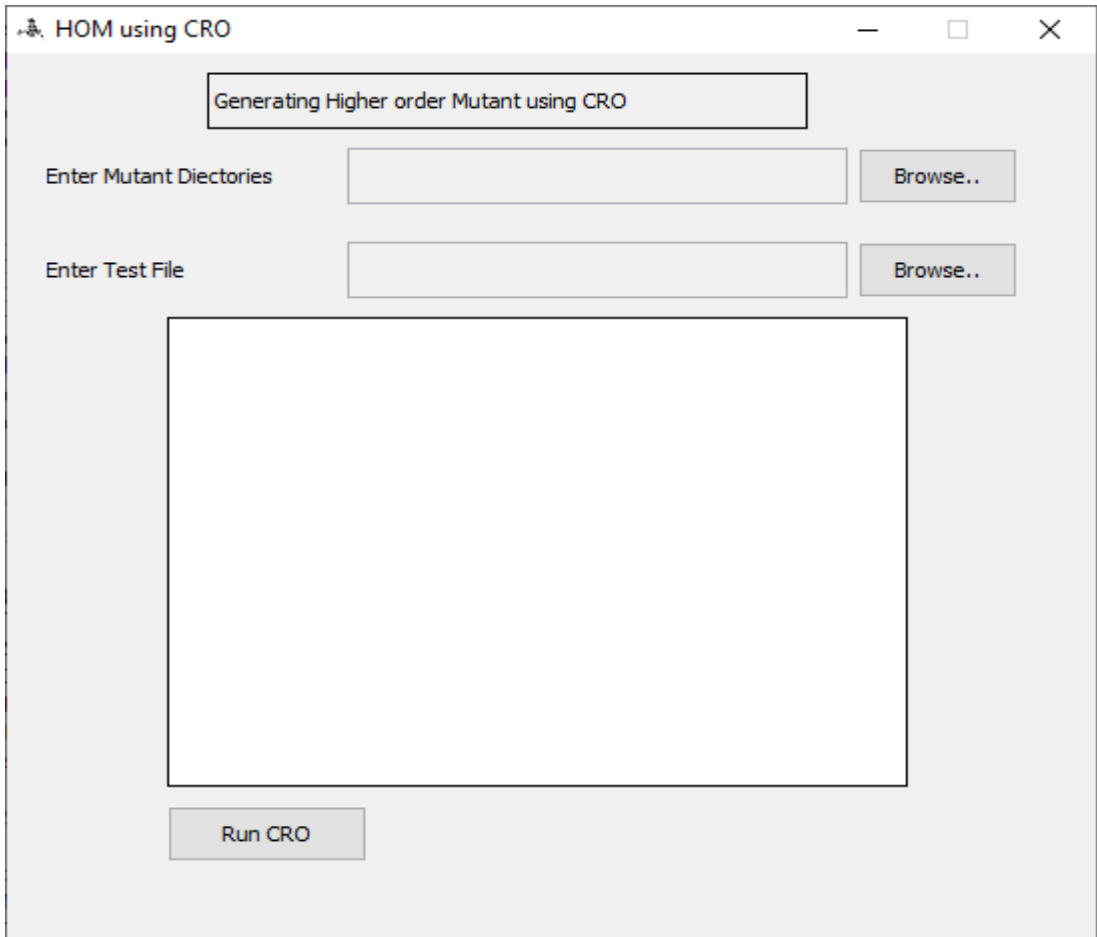 HOM using CRO
Generating Higher order Mutant using CRO
Enter Mutant Diectories
Browse..
Enter Test File
Browse..
Run CRO